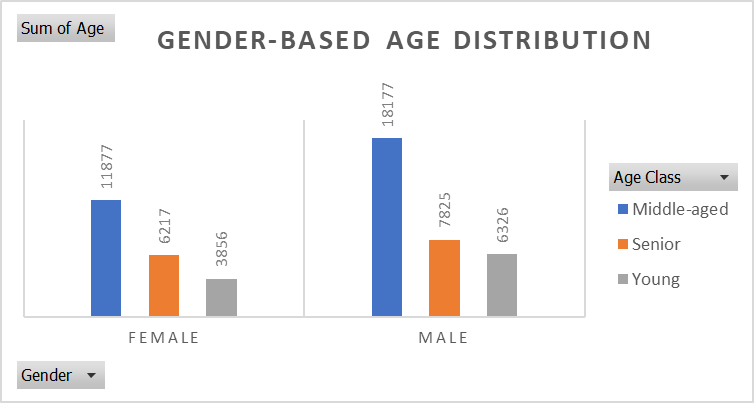 Sum of Age
GENDER-BASED AGE DISTRIBUTION
11877
6217
3856
18177
7825
6326
FEMALE
MALE
Age Class
Middle-aged
Senior
Young
Gender